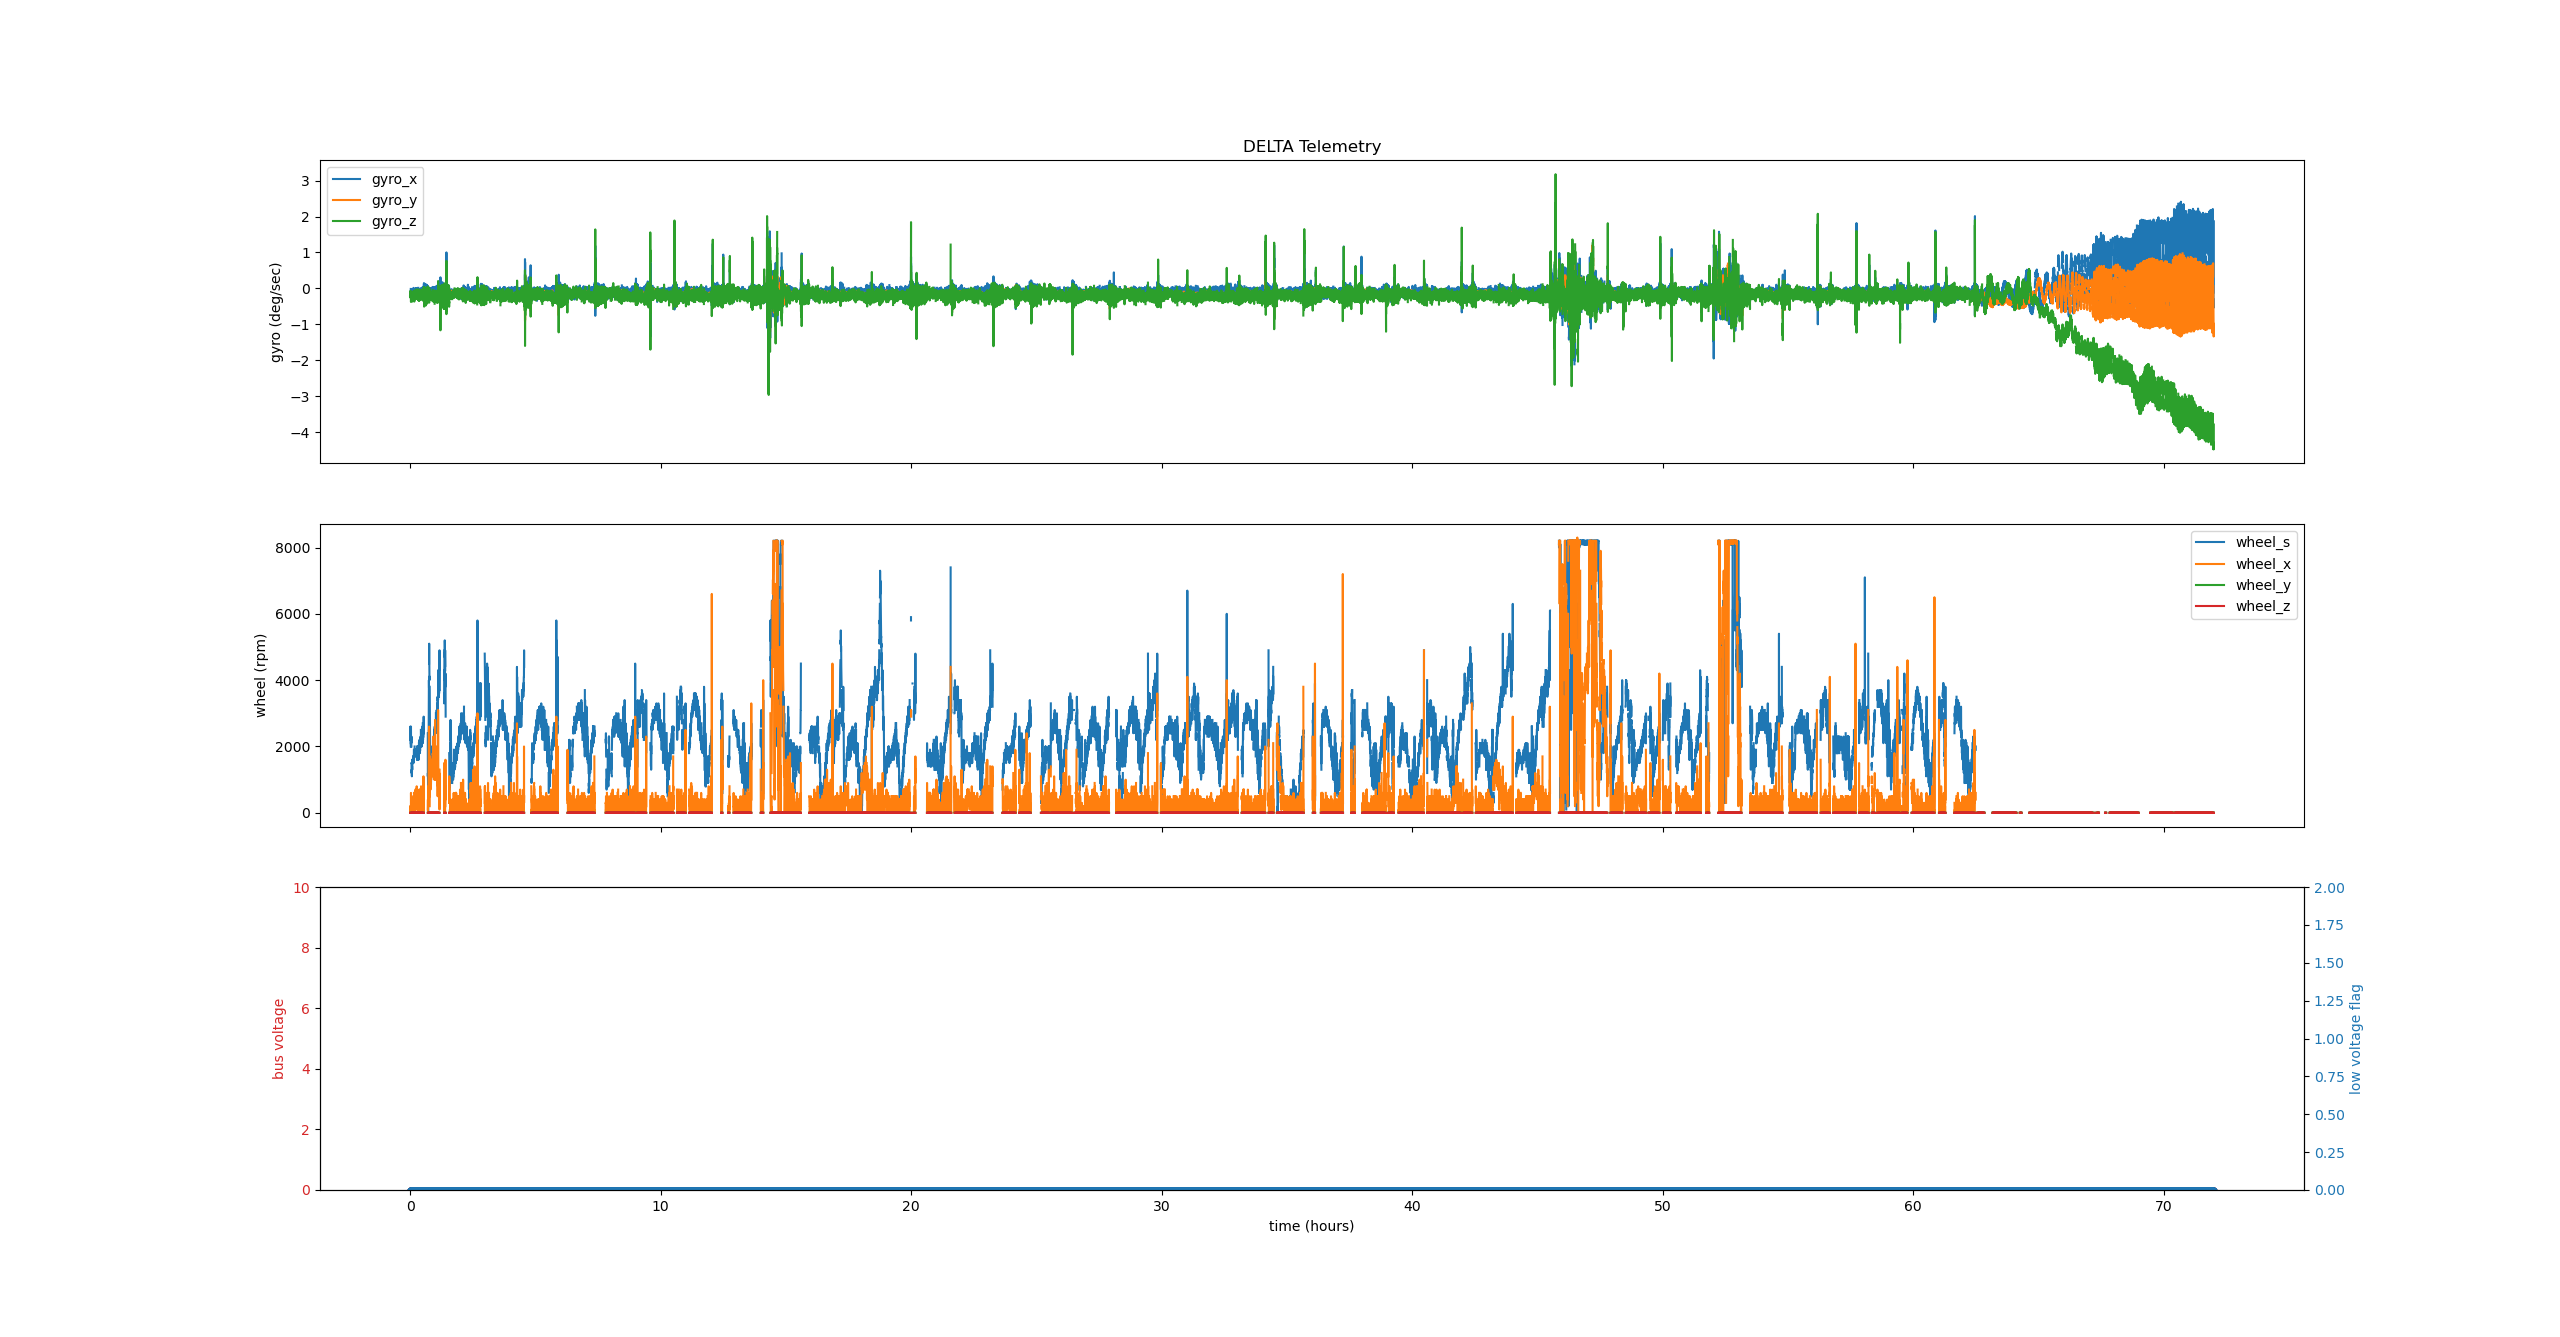 DELTA Telemetry
gyro_x
gyro_y
gyro_z
3
2
1
0
−1
−2
−3
−4
gyro (deg/sec)
wheel_s
wheel_x
wheel_y
wheel_z
8000
6000
4000
2000
0
wheel (rpm)
10
8
6
4
2
0
bus voltage
2.00
1.75
1.50
1.25
1.00
0.75
0.50
0.25
0.00
low voltage flag
0 10 20 30 40 50 60 70
time (hours)